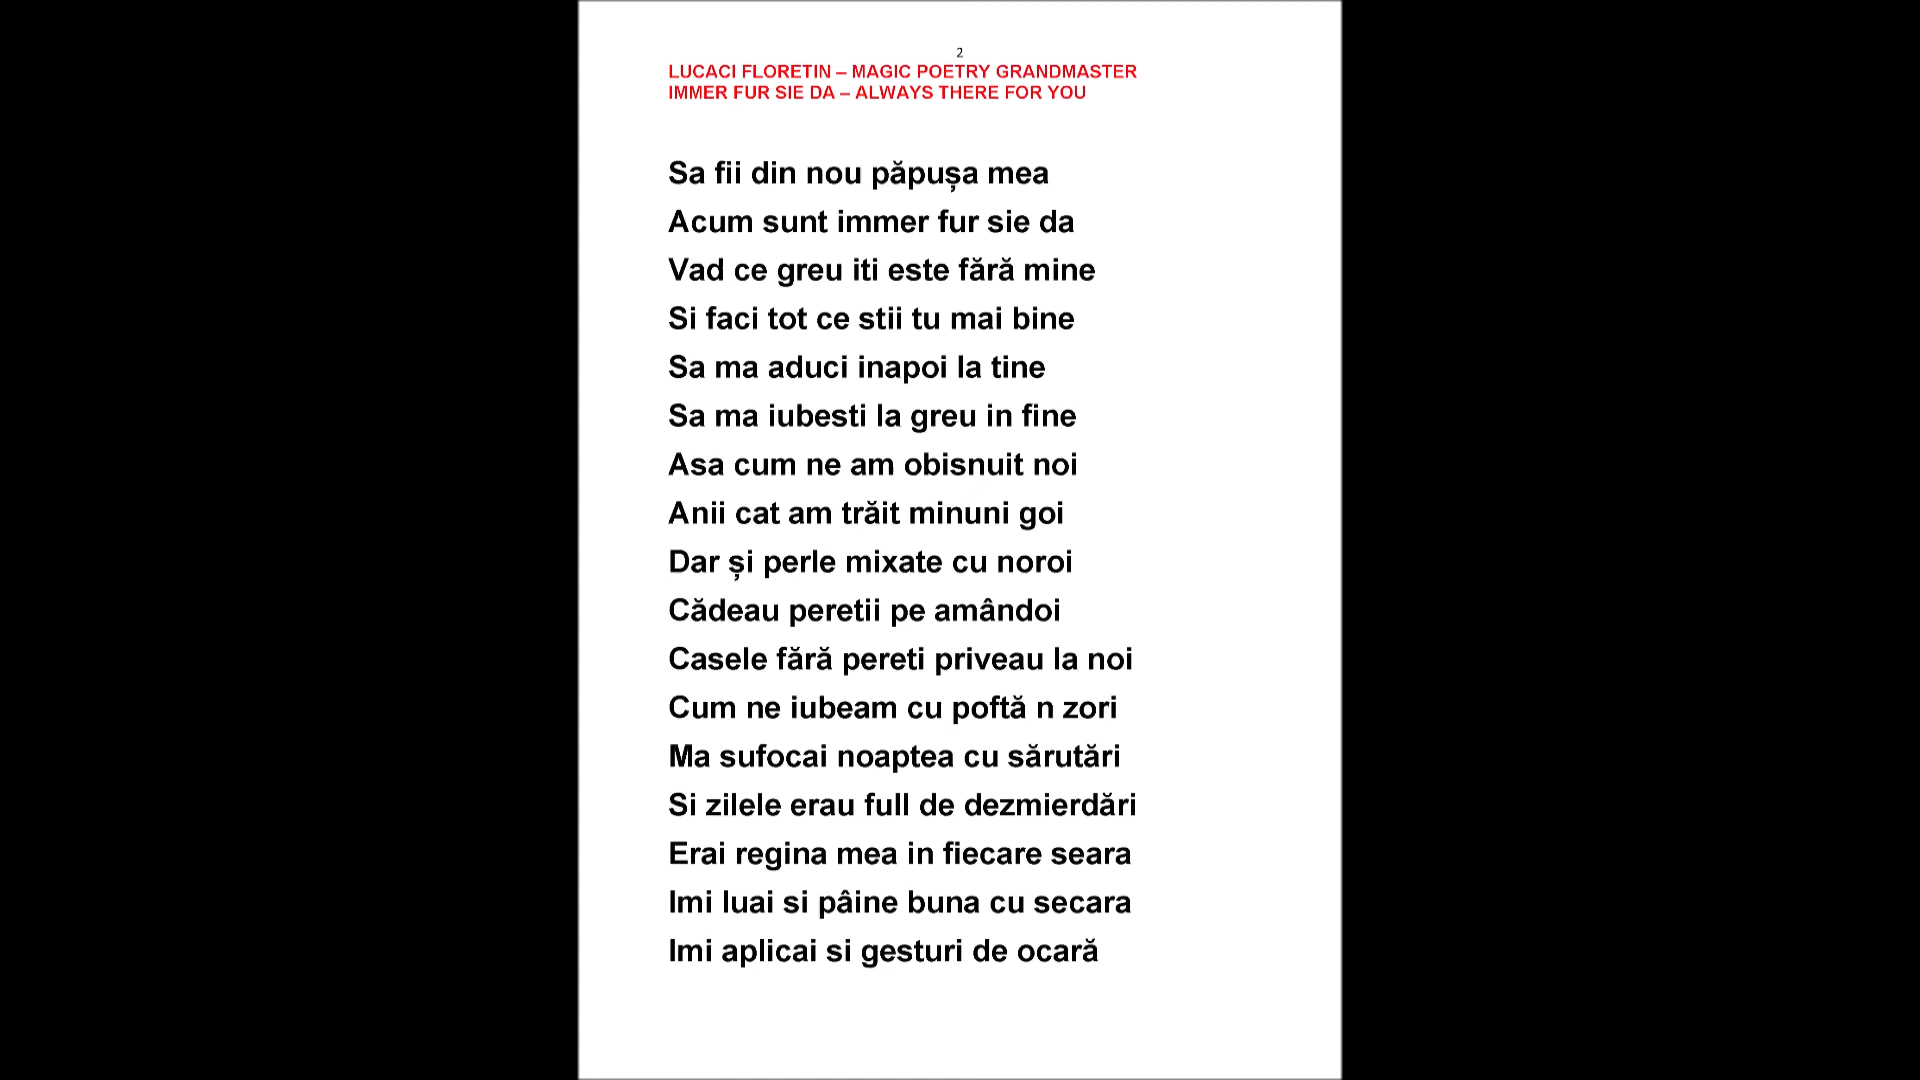 2
LUCACI FLORETIN – MAGIC POETRY GRANDMASTER
IMMER FUR SIE DA – ALWAYS THERE FOR YOU
Sa fii din nou păpușa mea
Acum sunt immer fur sie da
Vad ce greu iti este fără mine
Si faci tot ce stii tu mai bine
Sa ma aduci inapoi la tine
Sa ma iubesti la greu in fine
Asa cum ne am obisnuit noi
Anii cat am trăit minuni goi
Dar și perle mixate cu noroi
Cădeau peretii pe amândoi
Casele fără pereti priveau la noi
Cum ne iubeam cu poftă n zori
Ma sufocai noaptea cu sărutări
Si zilele erau full de dezmierdări
Erai regina mea in fiecare seara
Imi luai si pâine buna cu secara
Imi aplicai si gesturi de ocară